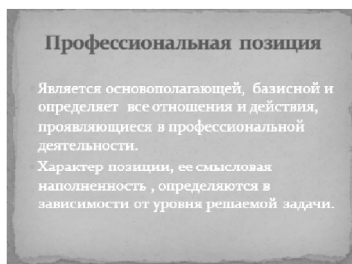 Профессиональная позиция
Является основополагающей, базисной и
определяет все отношения и действия,
проявляющиеся в профессиональной
деятельности.
Характер позиции, ее смысловая
наполненность , определяются в
зависимости от уровня решаемой задачи.